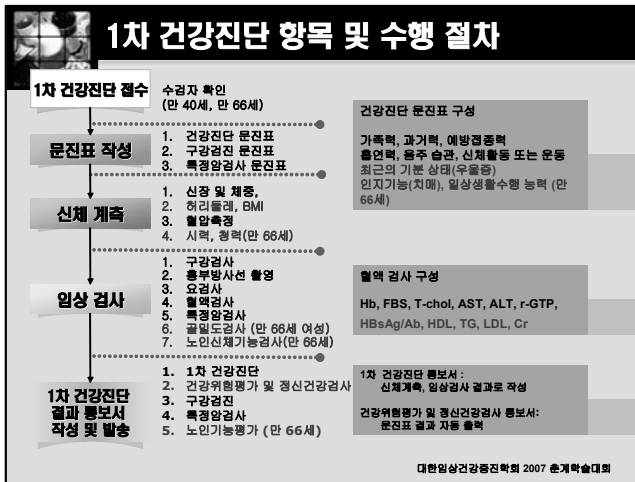 1차 건강진단 항목 및 수행 절차
1차 건강진단 접수
수검자 확인
(만 40세, 만 66세)
문진표 작성
1. 건강진단 문진표
2. 구강검진 문진표
3. 특정암검사 문진표
건강진단 문진표 구성
가족력, 과거력, 예방접종력
흡연력, 음주 습관, 신체활동 또는 운동
최근의 기분 상태(우울증)
인지기능(치매), 일상생활수행 능력 (만
66세)
신체 계측
1. 신장 및 체중,
2. 허리둘레, BMI
3. 혈압측정
4. 시력, 청력(만 66세)
임상 검사
1. 구강검사
2. 흉부방사선 촬영
3. 요검사
4. 혈액검사
5. 특정암검사
6. 골밀도검사 (만 66세 여성)
7. 노인신체기능검사(만 66세)
혈액 검사 구성
Hb, FBS, T-chol, AST, ALT, r-GTP,
HBsAg/Ab, HDL, TG, LDL, Cr
1차 건강진단
결과 통보서
작성 및 발송
1. 1차 건강진단
2. 건강위험평가 및 정신건강검사
3. 구강검진
4. 특정암검사
5. 노인기능평가 (만 66세)
1차 건강진단 통보서 :
신체계측, 임상검사 결과로 작성
건강위험평가 및 정신건강검사 통보서:
문진표 결과 자동 출력
대한임상건강증진학회 2007 춘계학술대회